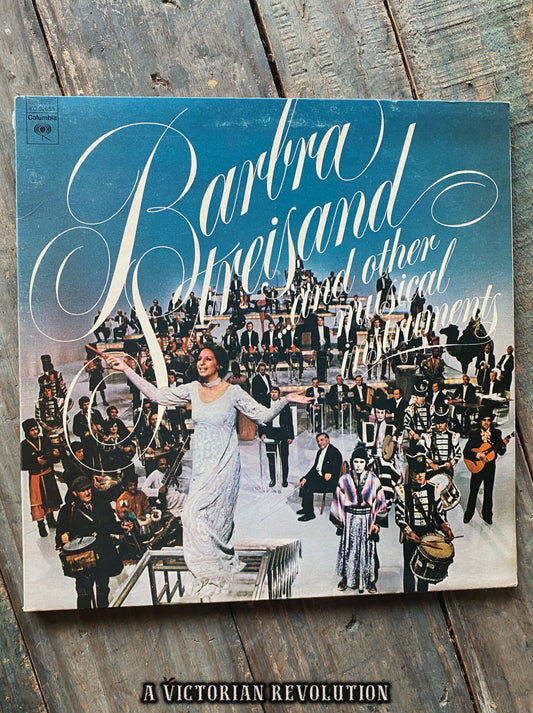 Columbia
Barbra
Streisand
...and other
musical
instruments
A VICTORIAN REVOLUTION